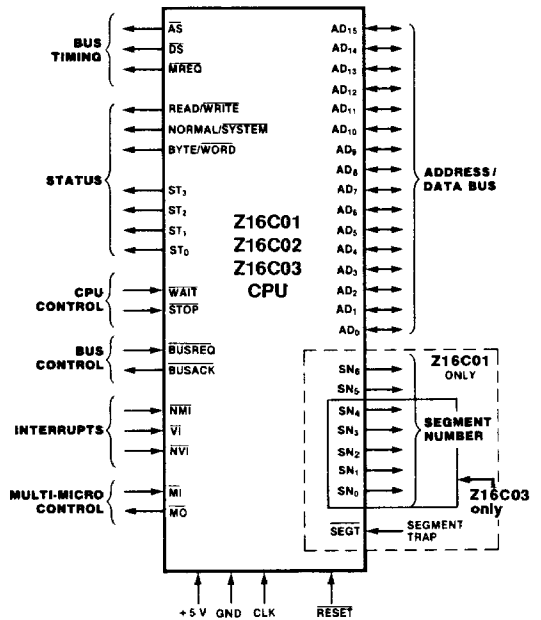 BUS
TIMING
AS
DS
MREQ
STATUS
READ/WRITE
NORMAL/SYSTEM
BYTE/WORD
ST3
ST2
ST1
ST0
CPU
CONTROL
WAIT
STOP
BUS
CONTROL
BUSREQ
BUSACK
INTERRUPTS
NMI
VI
NVI
MULTI-MICRO
CONTROL
MI
MO
Z16C01
Z16C02
Z16C03
CPU
AD15
AD14
AD13
AD12
AD11
AD10
AD9
AD8
AD7
AD6
AD5
AD4
AD3
AD2
AD1
AD0
ADDRESS/
DATA BUS
Z16C01
ONLY
SN6
SN5
SN4
SN3
SN2
SN1
SN0
SEGMENT
NUMBER
Z16C03
only
SEGT
SEGMENT
TRAP
+5 V
GND
CLK
RESET